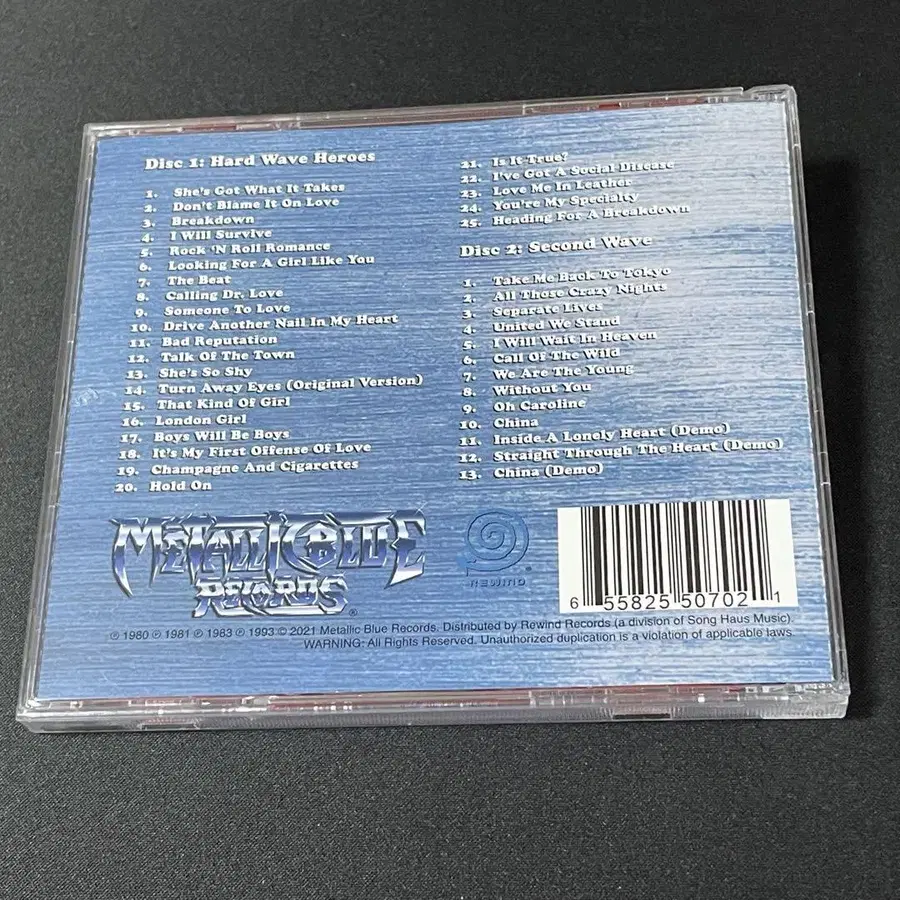 Disc 1: Hard Wave Heroes
1. She's Got What It Takes
2. Don't Blame It On Love
3. Breakdown
4. I Will Survive
5. Rock 'N Roll Romance
6. Looking For A Girl Like You
7. The Beat
8. Calling Dr. Love
9. Someone To Love
10. Drive Another Nail In My Heart
11. Bad Reputation
12. Talk Of The Town
13. She's So Shy
14. Turn Away Eyes (Original Version)
15. That Kind Of Girl
16. London Girl
17. Boys Will Be Boys
18. It's My First Offense Of Love
19. Champagne And Cigarettes
20. Hold On
21. Is It True?
22. I've Got A Social Disease
23. Love Me In Leather
24. You're My Specialty
25. Heading For A Breakdown
Disc 2: Second Wave
1. Take Me Back To Tokyo
2. All Those Crazy Nights
3. Separate Lives
4. United We Stand
5. I Will Wait In Heaven
6. Call Of The Wild
7. We Are The Young
8. Without You
9. Oh Caroline
10. China
11. Inside A Lonely Heart (Demo)
12. Straight Through The Heart (Demo)
13. China (Demo)
METALLIC BLUE
RECORDS®
REWIND®
6 55825 50702 1
℗ 1980 ℗ 1981 ℗ 1983 ℗ 1993 © 2021 Metallic Blue Records. Distributed by Rewind Records (a division of Song Haus Music).
WARNING: All Rights Reserved. Unauthorized duplication is a violation of applicable laws.